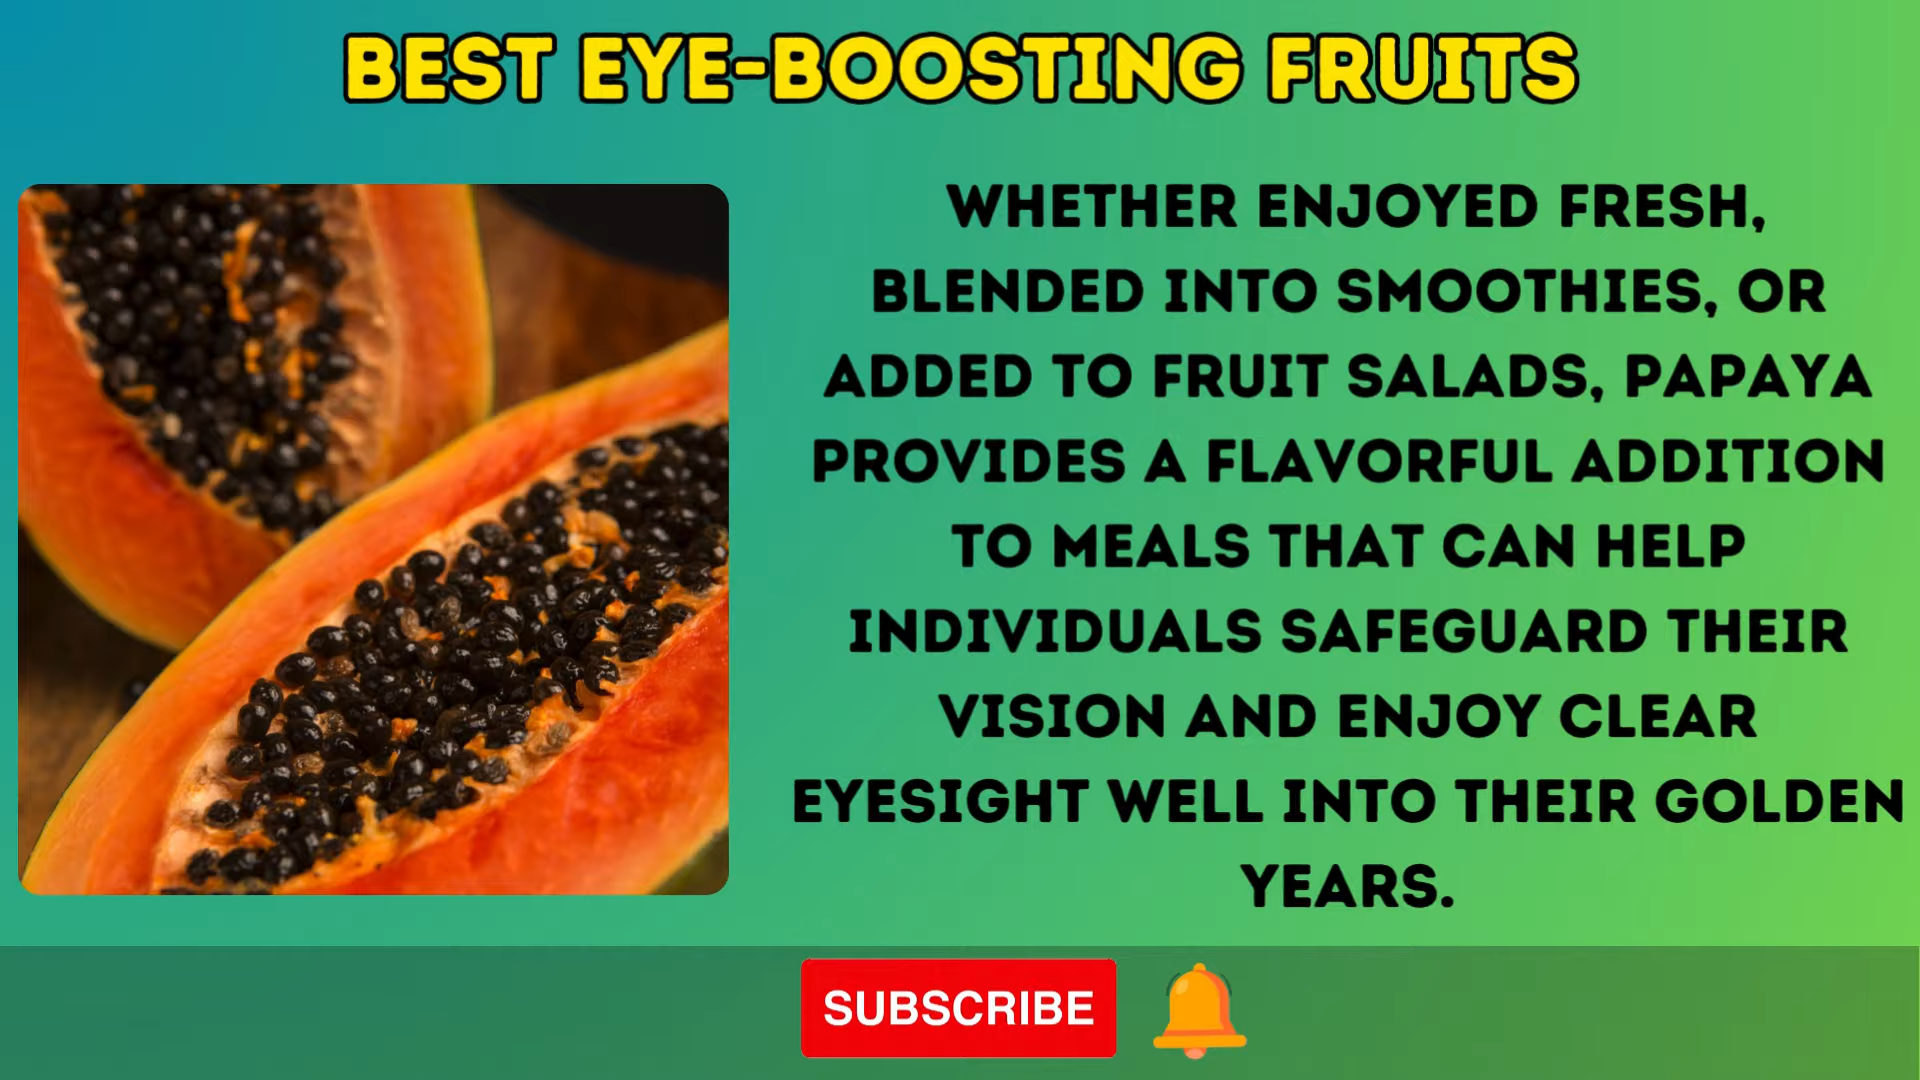 BEST EYE-BOOSTING FRUITS
WHETHER ENJOYED FRESH,
BLENDED INTO SMOOTHIES, OR
ADDED TO FRUIT SALADS, PAPAYA
PROVIDES A FLAVORFUL ADDITION
TO MEALS THAT CAN HELP
INDIVIDUALS SAFEGUARD THEIR
VISION AND ENJOY CLEAR
EYESIGHT WELL INTO THEIR GOLDEN
YEARS.
SUBSCRIBE